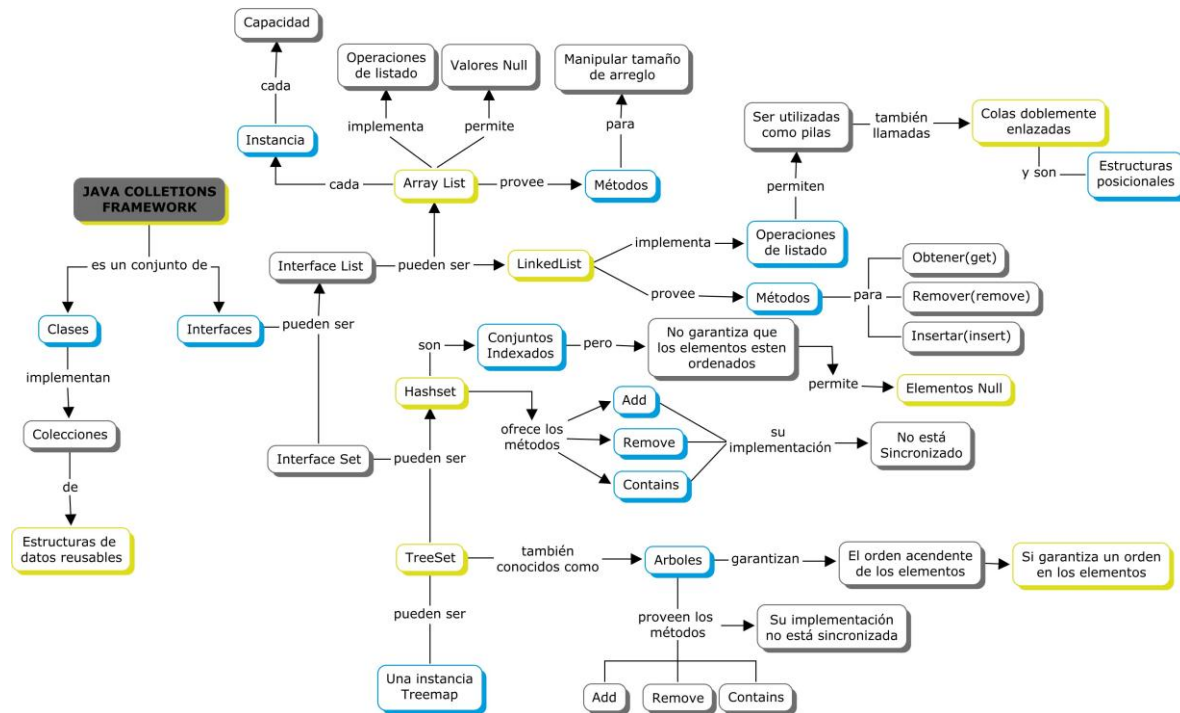 JAVA COLLETIONS
FRAMEWORK
es un conjunto de
Clases
implementan
Colecciones
de
Estructuras de
datos reusables
Interfaces
pueden ser
Interface List
pueden ser
Array List
cada
Instancia
cada
Capacidad
implementa
Operaciones
de listado
permite
Valores Null
provee
Métodos
para
Manipular tamaño
de arreglo
LinkedList
implementa
Operaciones
de listado
permiten
Ser utilizadas
como pilas
también
llamadas
Colas doblemente
enlazadas
y son
Estructuras
posicionales
provee
Métodos
para
Obtener(get)
Remover(remove)
Insertar(insert)
Interface Set
pueden ser
Hashset
son
Conjuntos
Indexados
pero
No garantiza que
los elementos esten
ordenados
permite
Elementos Null
ofrece los
métodos
Add
Remove
Contains
su
implementación
No está
Sincronizado
TreeSet
también
conocidos como
Arboles
garantizan
El orden acendente
de los elementos
Si garantiza un orden
en los elementos
proveen los
métodos
Su implementación
no está sincronizada
Add
Remove
Contains
pueden ser
Una instancia
Treemap